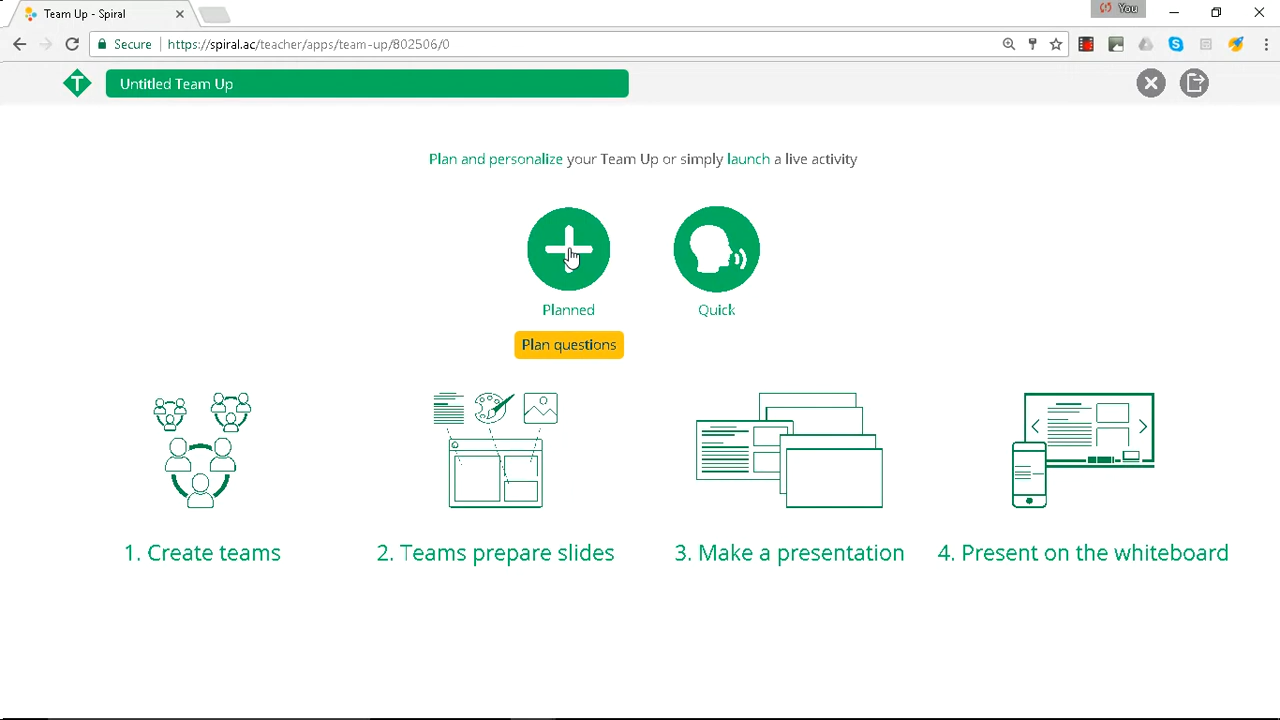 Team Up - Spiral
You
Secure
https://spiral.ac/teacher/apps/team-up/802506/0
T
Untitled Team Up
Plan and personalize your Team Up or simply launch a live activity
Planned
Quick
Plan questions
1. Create teams
2. Teams prepare slides
3. Make a presentation
4. Present on the whiteboard